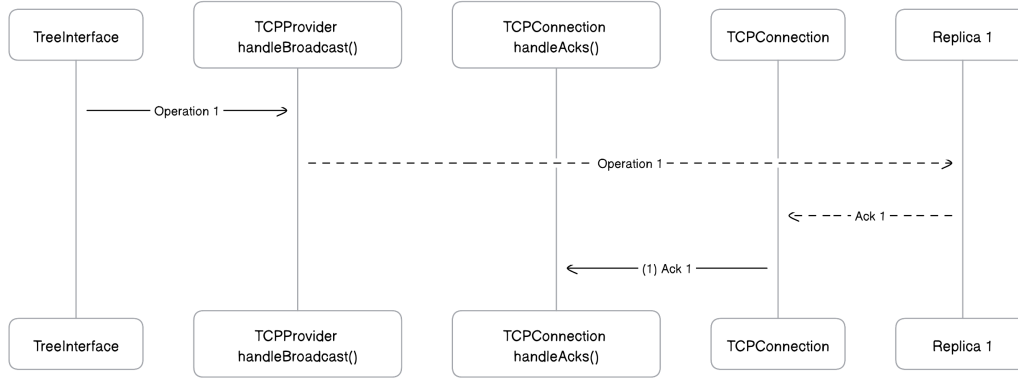 TreeInterface
TCPProvider
handleBroadcast()
TCPConnection
handleAcks()
TCPConnection
Replica 1
Operation 1
Operation 1
Ack 1
(1) Ack 1
TreeInterface
TCPProvider
handleBroadcast()
TCPConnection
handleAcks()
TCPConnection
Replica 1